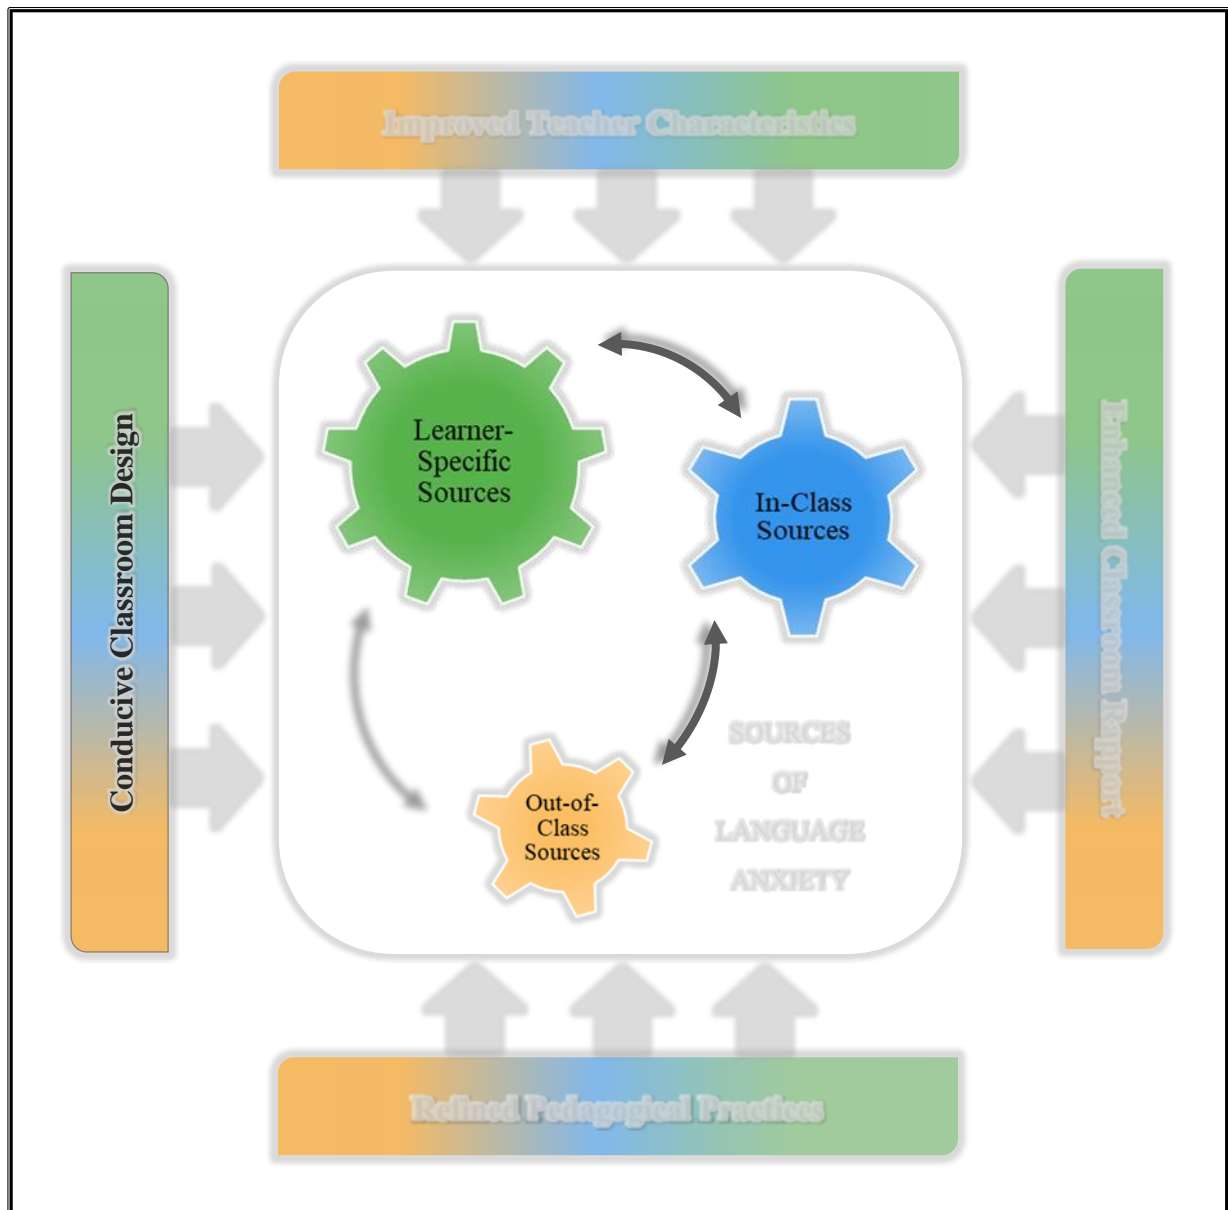 Improved Teacher Characteristics
Conducive Classroom Design
Learner-
Specific
Sources
In-Class
Sources
Out-of-
Class
Sources
SOURCES
OF
LANGUAGE
ANXIETY
Enhanced Classroom Rapport
Refined Pedagogical Practices